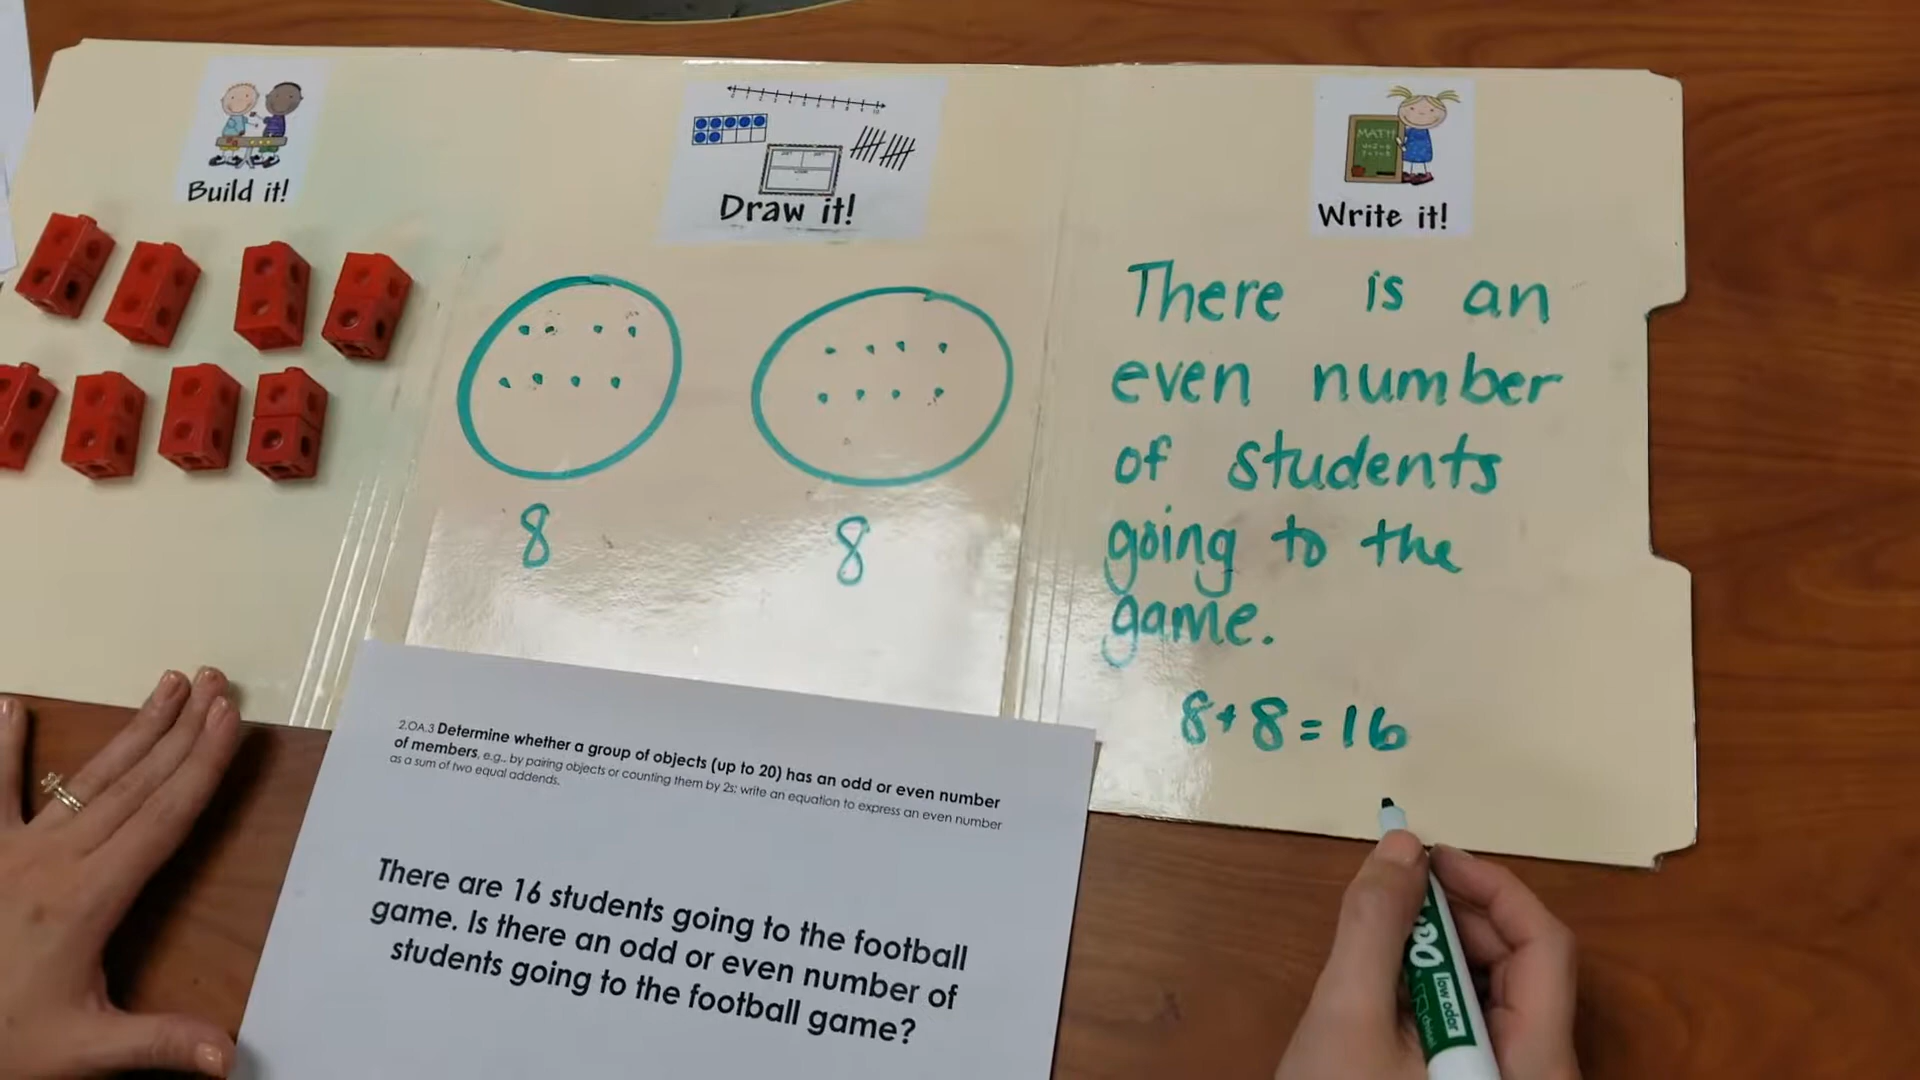 Build it!
Draw it!
MATH
Write it!
There is an
even number
of students
going to the
game.
8+8=16
8
8
2.OA.3 Determine whether a group of objects (up to 20) has an odd or even number
of members, e.g., by pairing objects or counting them by 2s; write an equation to express an even number
as a sum of two equal addends.
There are 16 students going to the football
game. Is there an odd or even number of
students going to the football game?
low odor